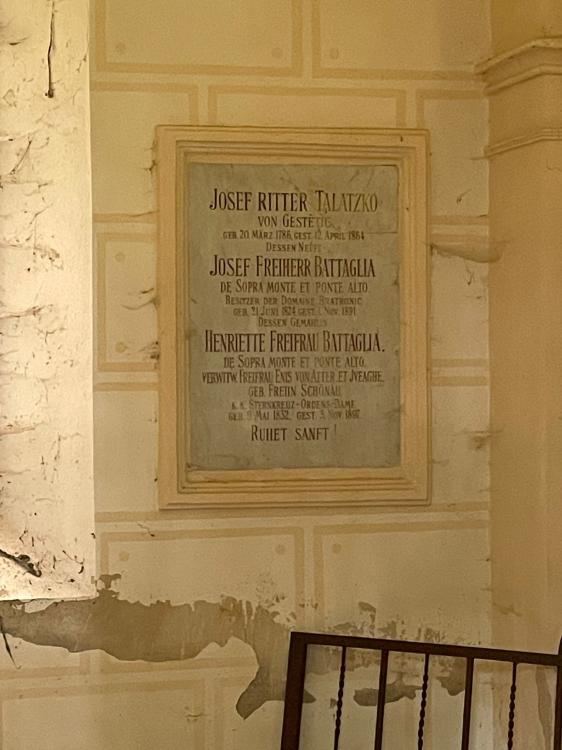 JOSEF RITTER TALATZKO
VON GESTĚTIC,
GEB. 20. MÄRZ 1786, GEST. 12. APRIL 1864
DESSEN NEFFE
JOSEF FREIHERR BATTAGLIA
DE SOPRA MONTE ET PONTE ALTO
BESITZER DER DOMAINE BRATRONIC
GEB. 21 JUNI 1824, GEST. 1. NOV. 1891.
DESSEN GEMAHLIN
HENRIETTE FREIFRAU BATTAGLIA.
DE SOPRA MONTE ET PONTE ALTO.
VERWITW. FREIFRAU ENIS VON ATTER ET JVEAGHE,
GEB. FREIIN SCHÖNAU
K. K. STERNKREUZ-ORDENS-DAME
GEB. 9 MAI 1832. GEST. 5. NOV. 1897.
RUHET SANFT!